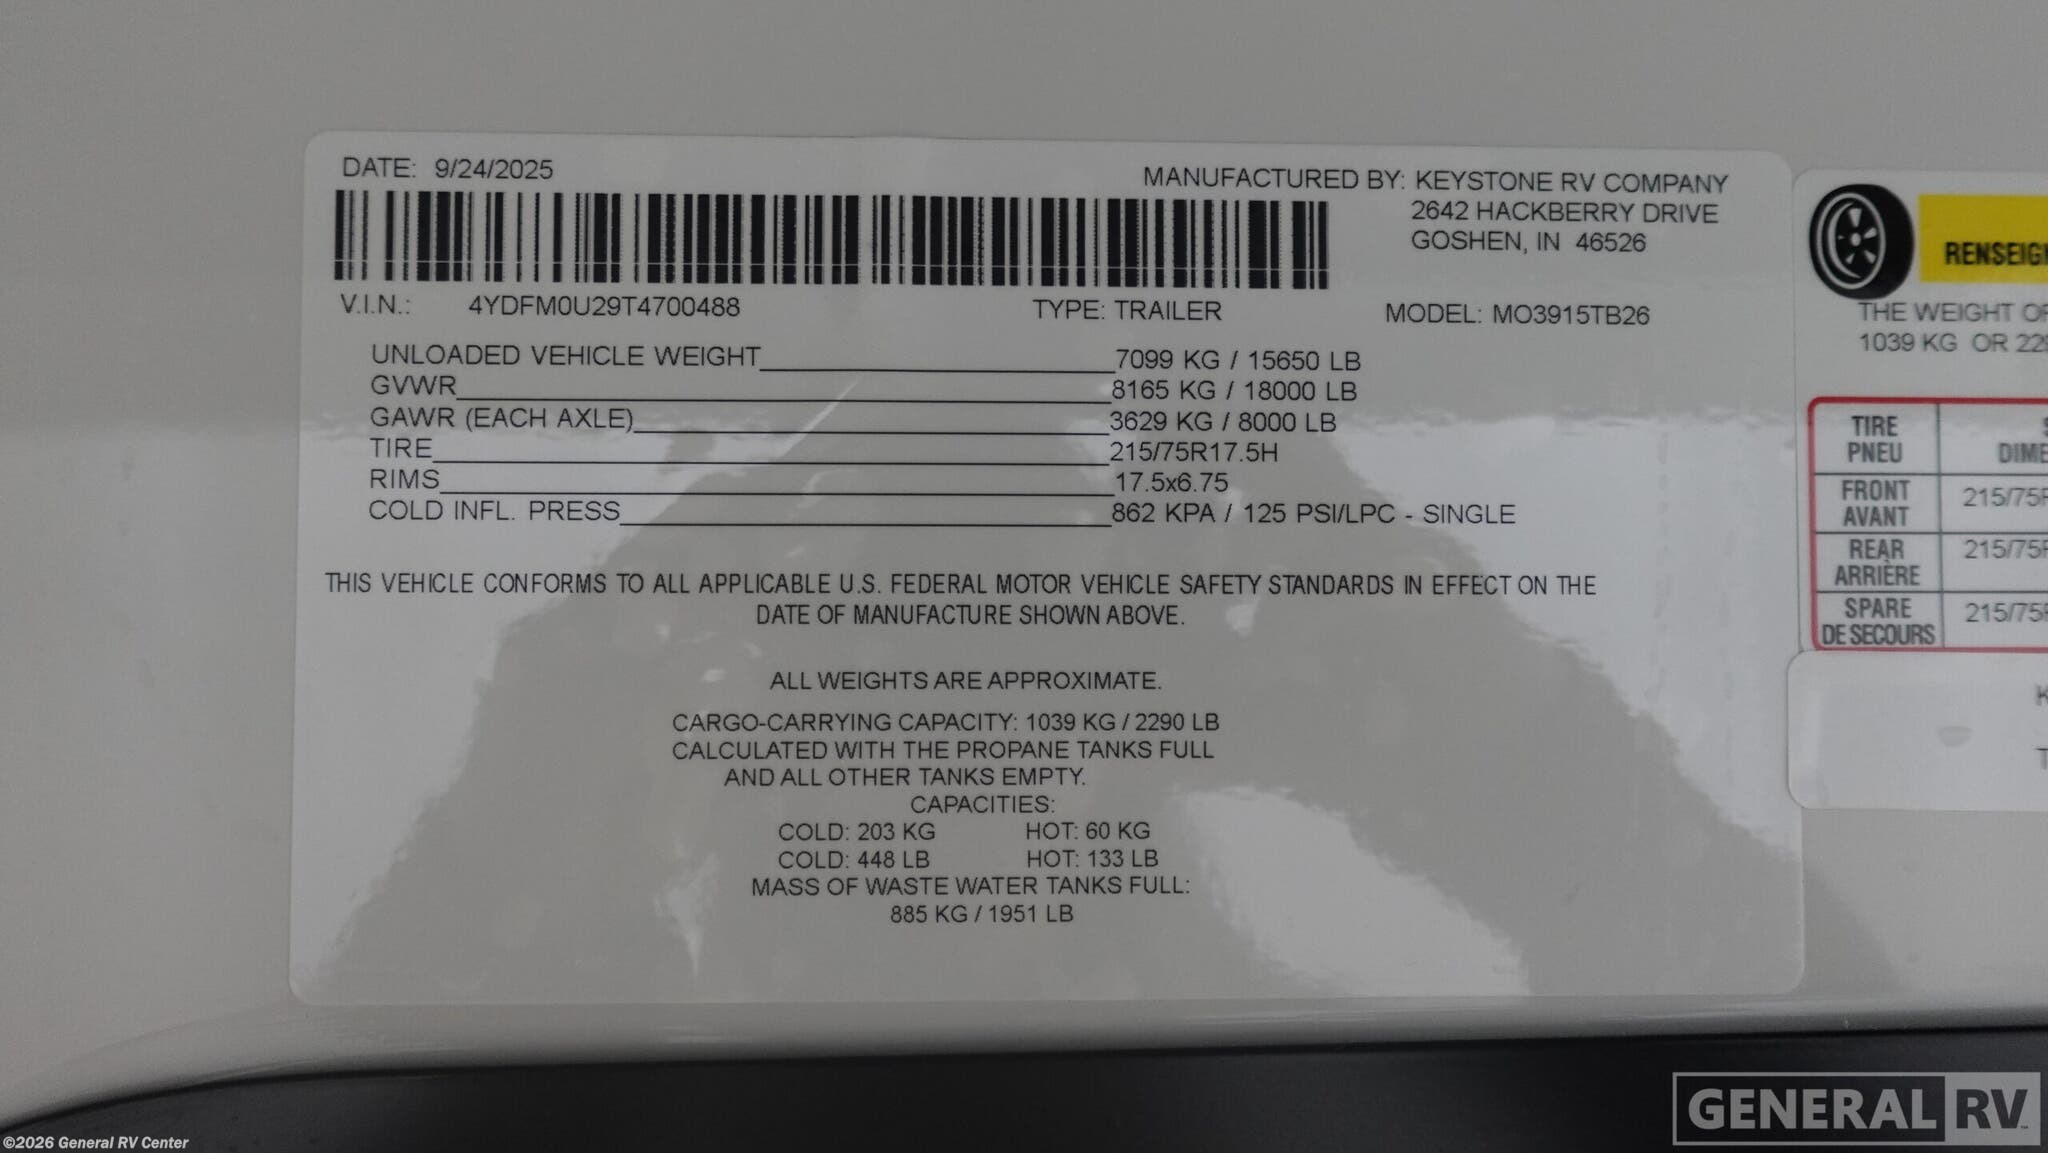 DATE: 9/24/2025
MANUFACTURED BY: KEYSTONE RV COMPANY
2642 HACKBERRY DRIVE
GOSHEN, IN 46526
V.I.N.: 4YDFM0U29T4700488 TYPE: TRAILER MODEL: MO3915TB26
UNLOADED VEHICLE WEIGHT 7099 KG / 15650 LB
GVWR 8165 KG / 18000 LB
GAWR (EACH AXLE) 3629 KG / 8000 LB
TIRE 215/75R17.5H
RIMS 17.5x6.75
COLD INFL. PRESS 862 KPA / 125 PSI/LPC - SINGLE
THIS VEHICLE CONFORMS TO ALL APPLICABLE U.S. FEDERAL MOTOR VEHICLE SAFETY STANDARDS IN EFFECT ON THE
DATE OF MANUFACTURE SHOWN ABOVE.
ALL WEIGHTS ARE APPROXIMATE.
CARGO-CARRYING CAPACITY: 1039 KG / 2290 LB
CALCULATED WITH THE PROPANE TANKS FULL
AND ALL OTHER TANKS EMPTY.
CAPACITIES:
COLD: 203 KG HOT: 60 KG
COLD: 448 LB HOT: 133 LB
MASS OF WASTE WATER TANKS FULL:
885 KG / 1951 LB
THE WEIGHT
1039 KG OR
TIRE
PNEU
FRONT
AVANT
REAR
ARRIÈRE
SPARE
DE SECOURS
GENERAL RV
©2026 General RV Center